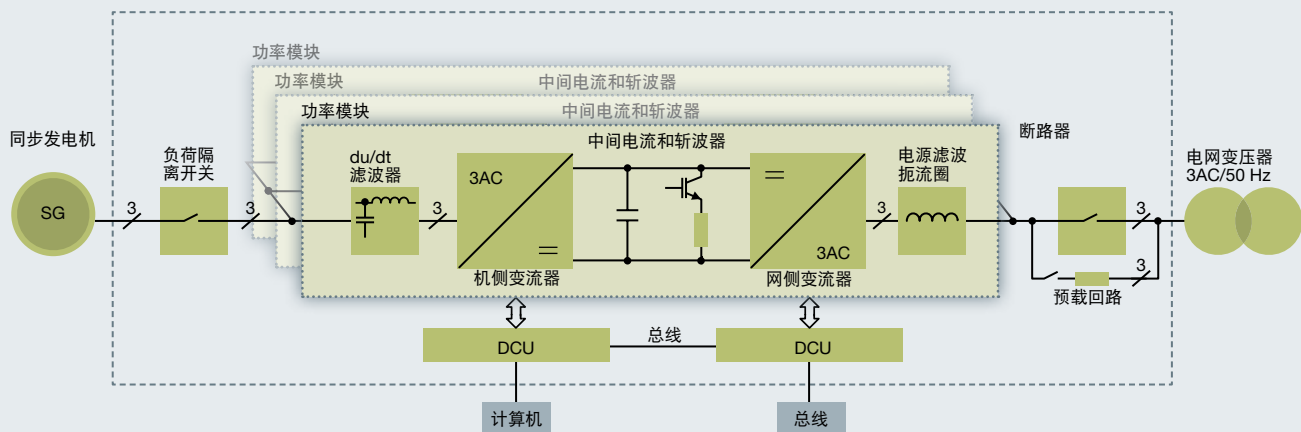 功率模块
功率模块
中间电流和斩波器
功率模块
中间电流和斩波器
同步发电机
负荷隔
离开关
du/dt
滤波器
中间电流和斩波器
电源滤波
扼流圈
断路器
电网变压器
3AC/50 Hz
SG
3
3
3
3AC
3AC
3
3
3
机侧变流器
网侧变流器
预载回路
DCU
总线
DCU
计算机
总线